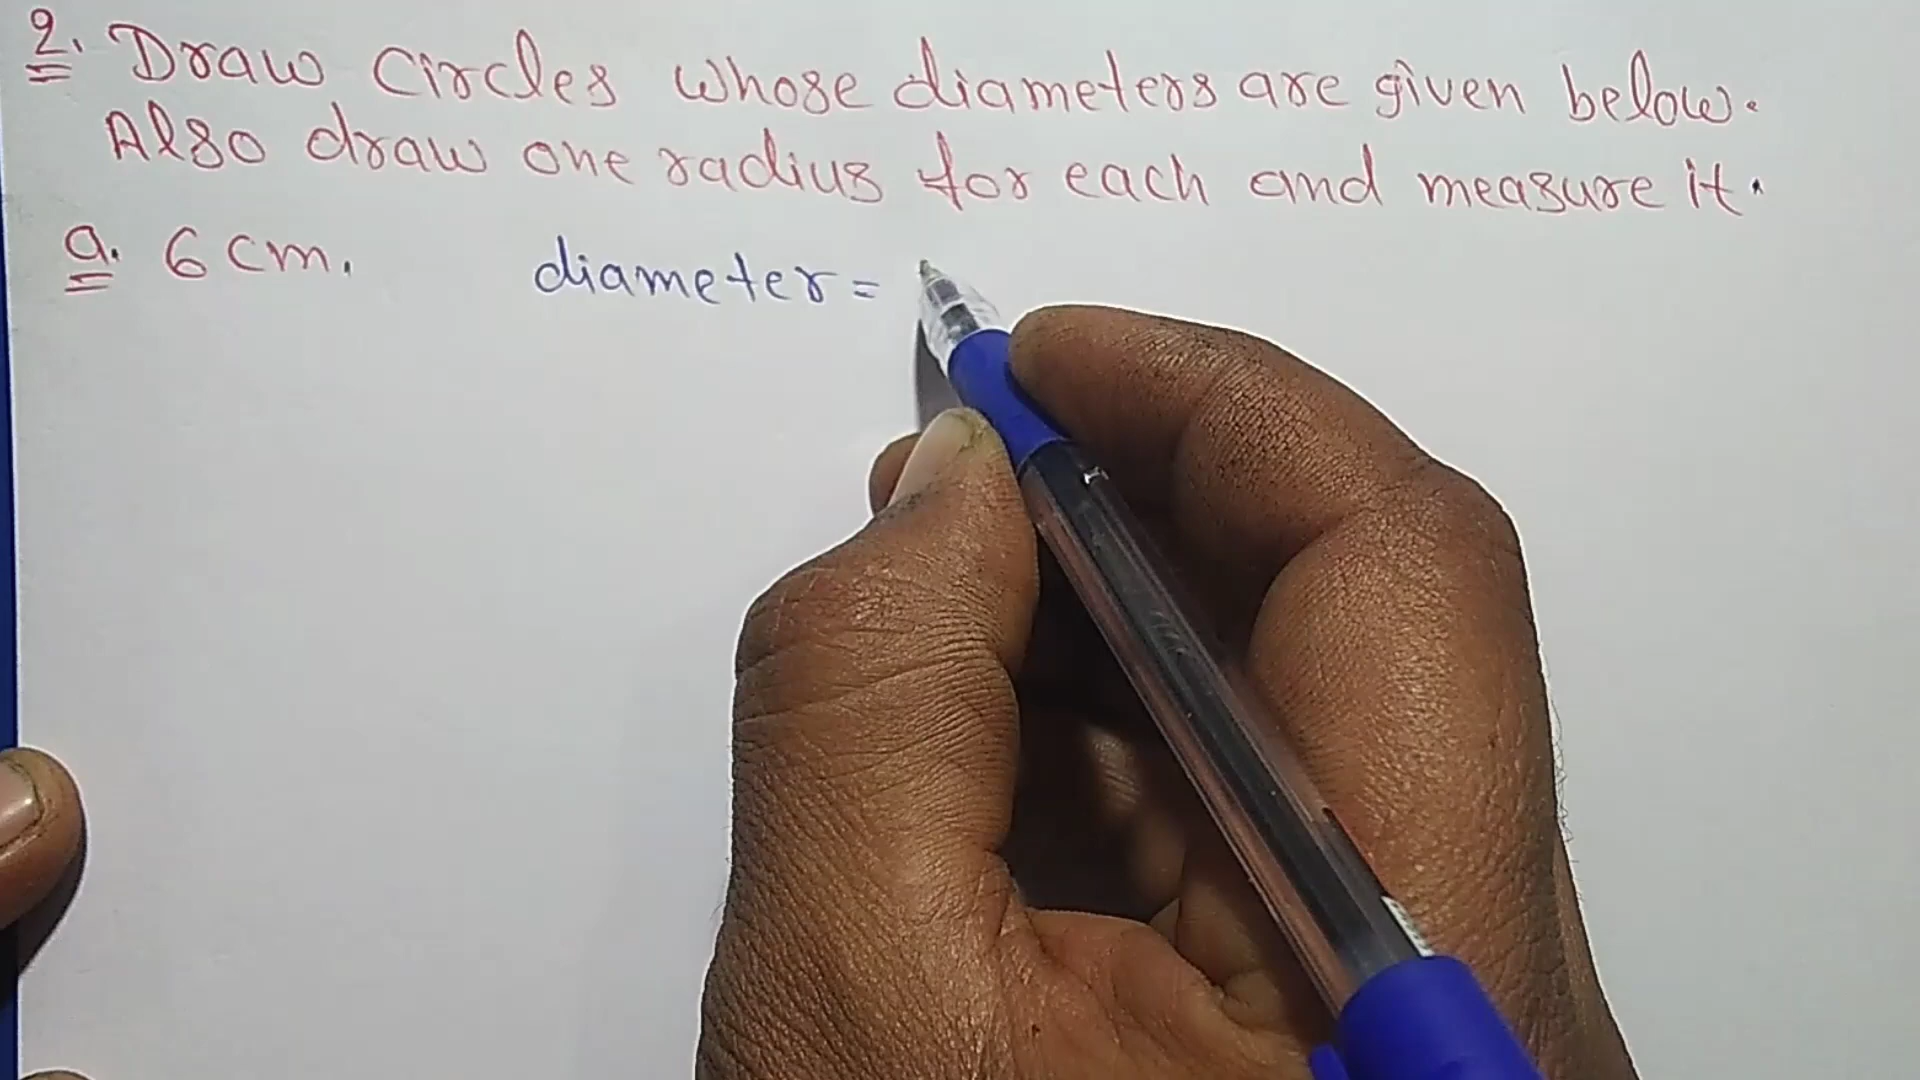 2. Draw Circles whose diameters are given below.
Also draw one radius for each and measure it.
a. 6 cm. diameter =